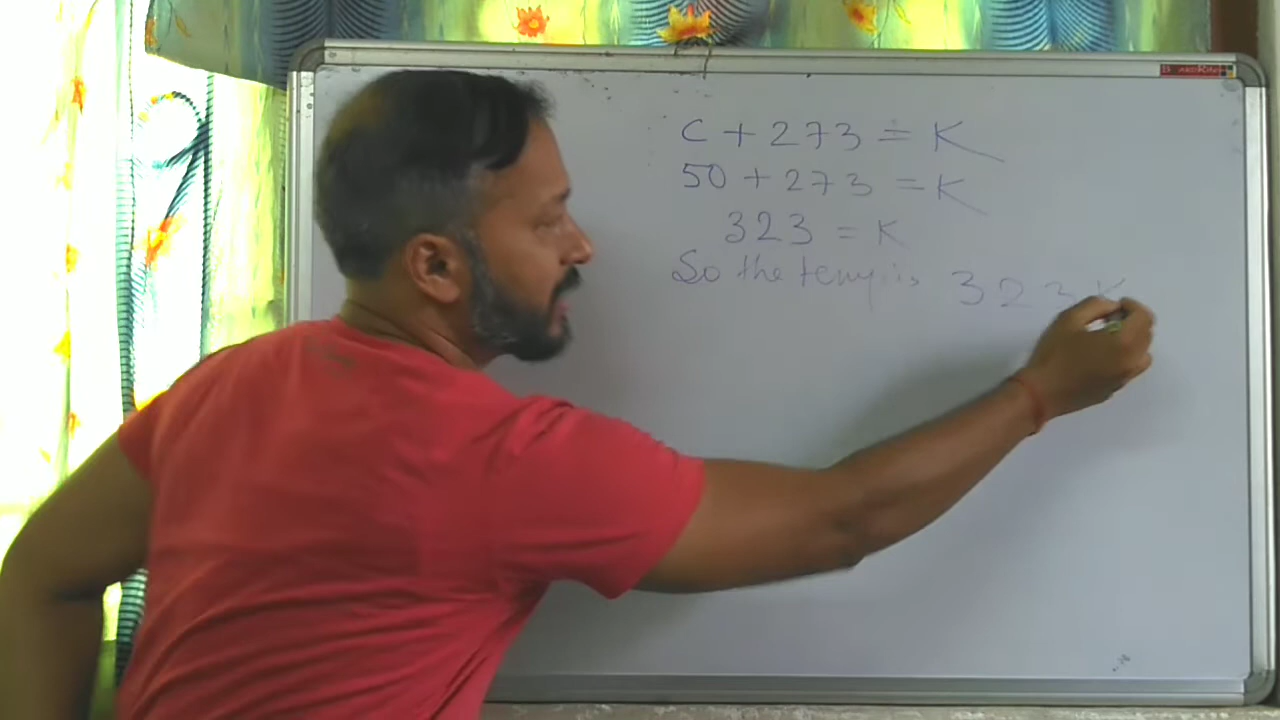 C + 273 = K
50 + 273 = K
323 = K
So the temp is 323 K